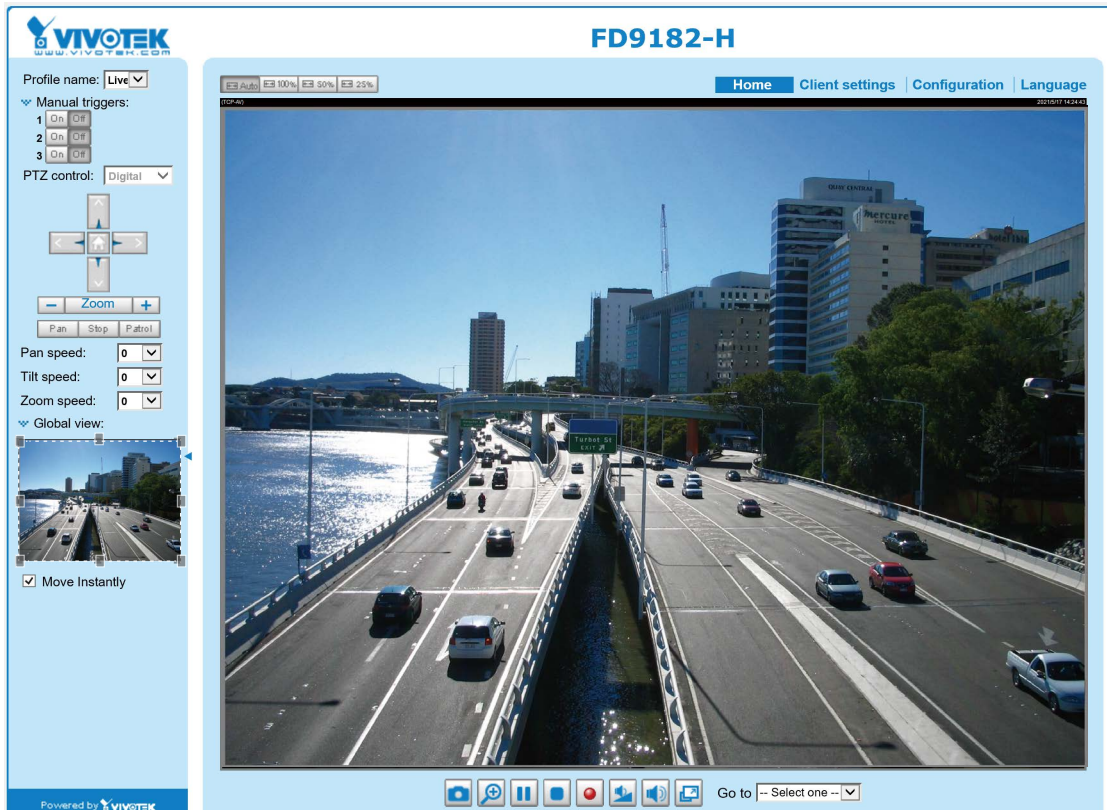 VIVOTEK
www.vivotek.com
FD9182-H
Profile name: Live
Manual triggers:
1 On Off
2 On Off
3 On Off
PTZ control: Digital
Zoom
Pan Stop Patrol
Pan speed: 0
Tilt speed: 0
Zoom speed: 0
Global view:
Move Instantly
Powered by VIVOTEK
Auto 100% 50% 25%
Home Client settings Configuration Language
(TCP-AV) 2021/5/17 14:24:43
Mercure
HOTEL
Turbot St
EXIT
Go to -- Select one --